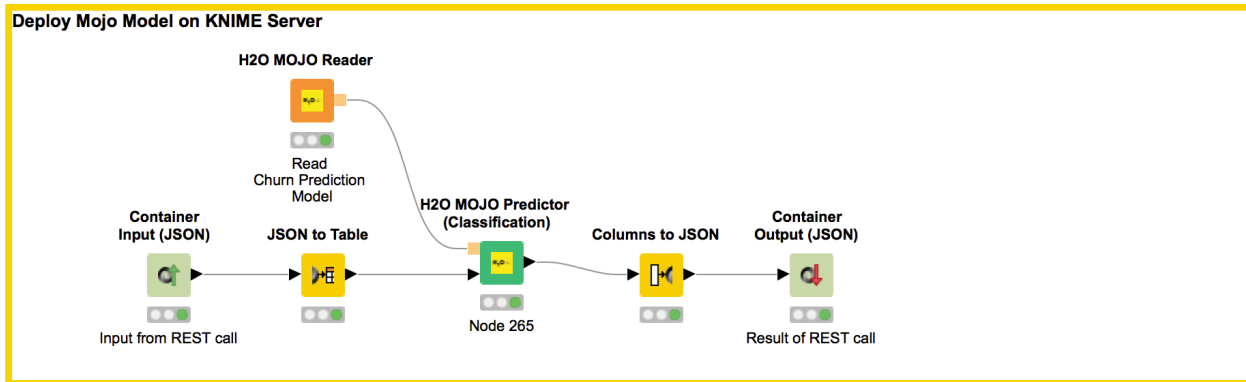 Deploy Mojo Model on KNIME Server
H2O MOJO Reader
Read
Churn Prediction
Model
Container
Input (JSON)
Input from REST call
JSON to Table
H2O MOJO Predictor
(Classification)
Node 265
Columns to JSON
Container
Output (JSON)
Result of REST call